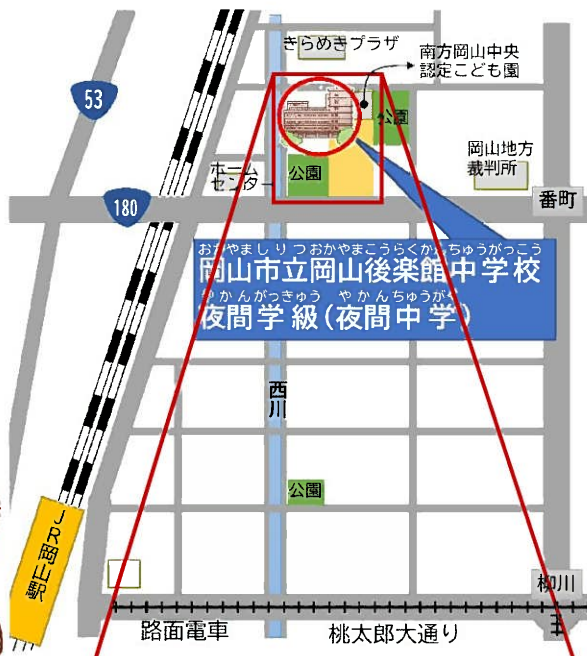 きらめきプラザ
南方岡山中央
認定こども園
53
公園
岡山地方
裁判所
ホーム
センター
公園
180
番町
おかやましりつおかやまこうらくかんちゅうがっこう
岡山市立岡山後楽館中学校
やかんがっきゅう やかんちゅうがく
夜間学級(夜間中学)
西川
公園
JR岡山駅
柳川
路面電車
桃太郎大通り